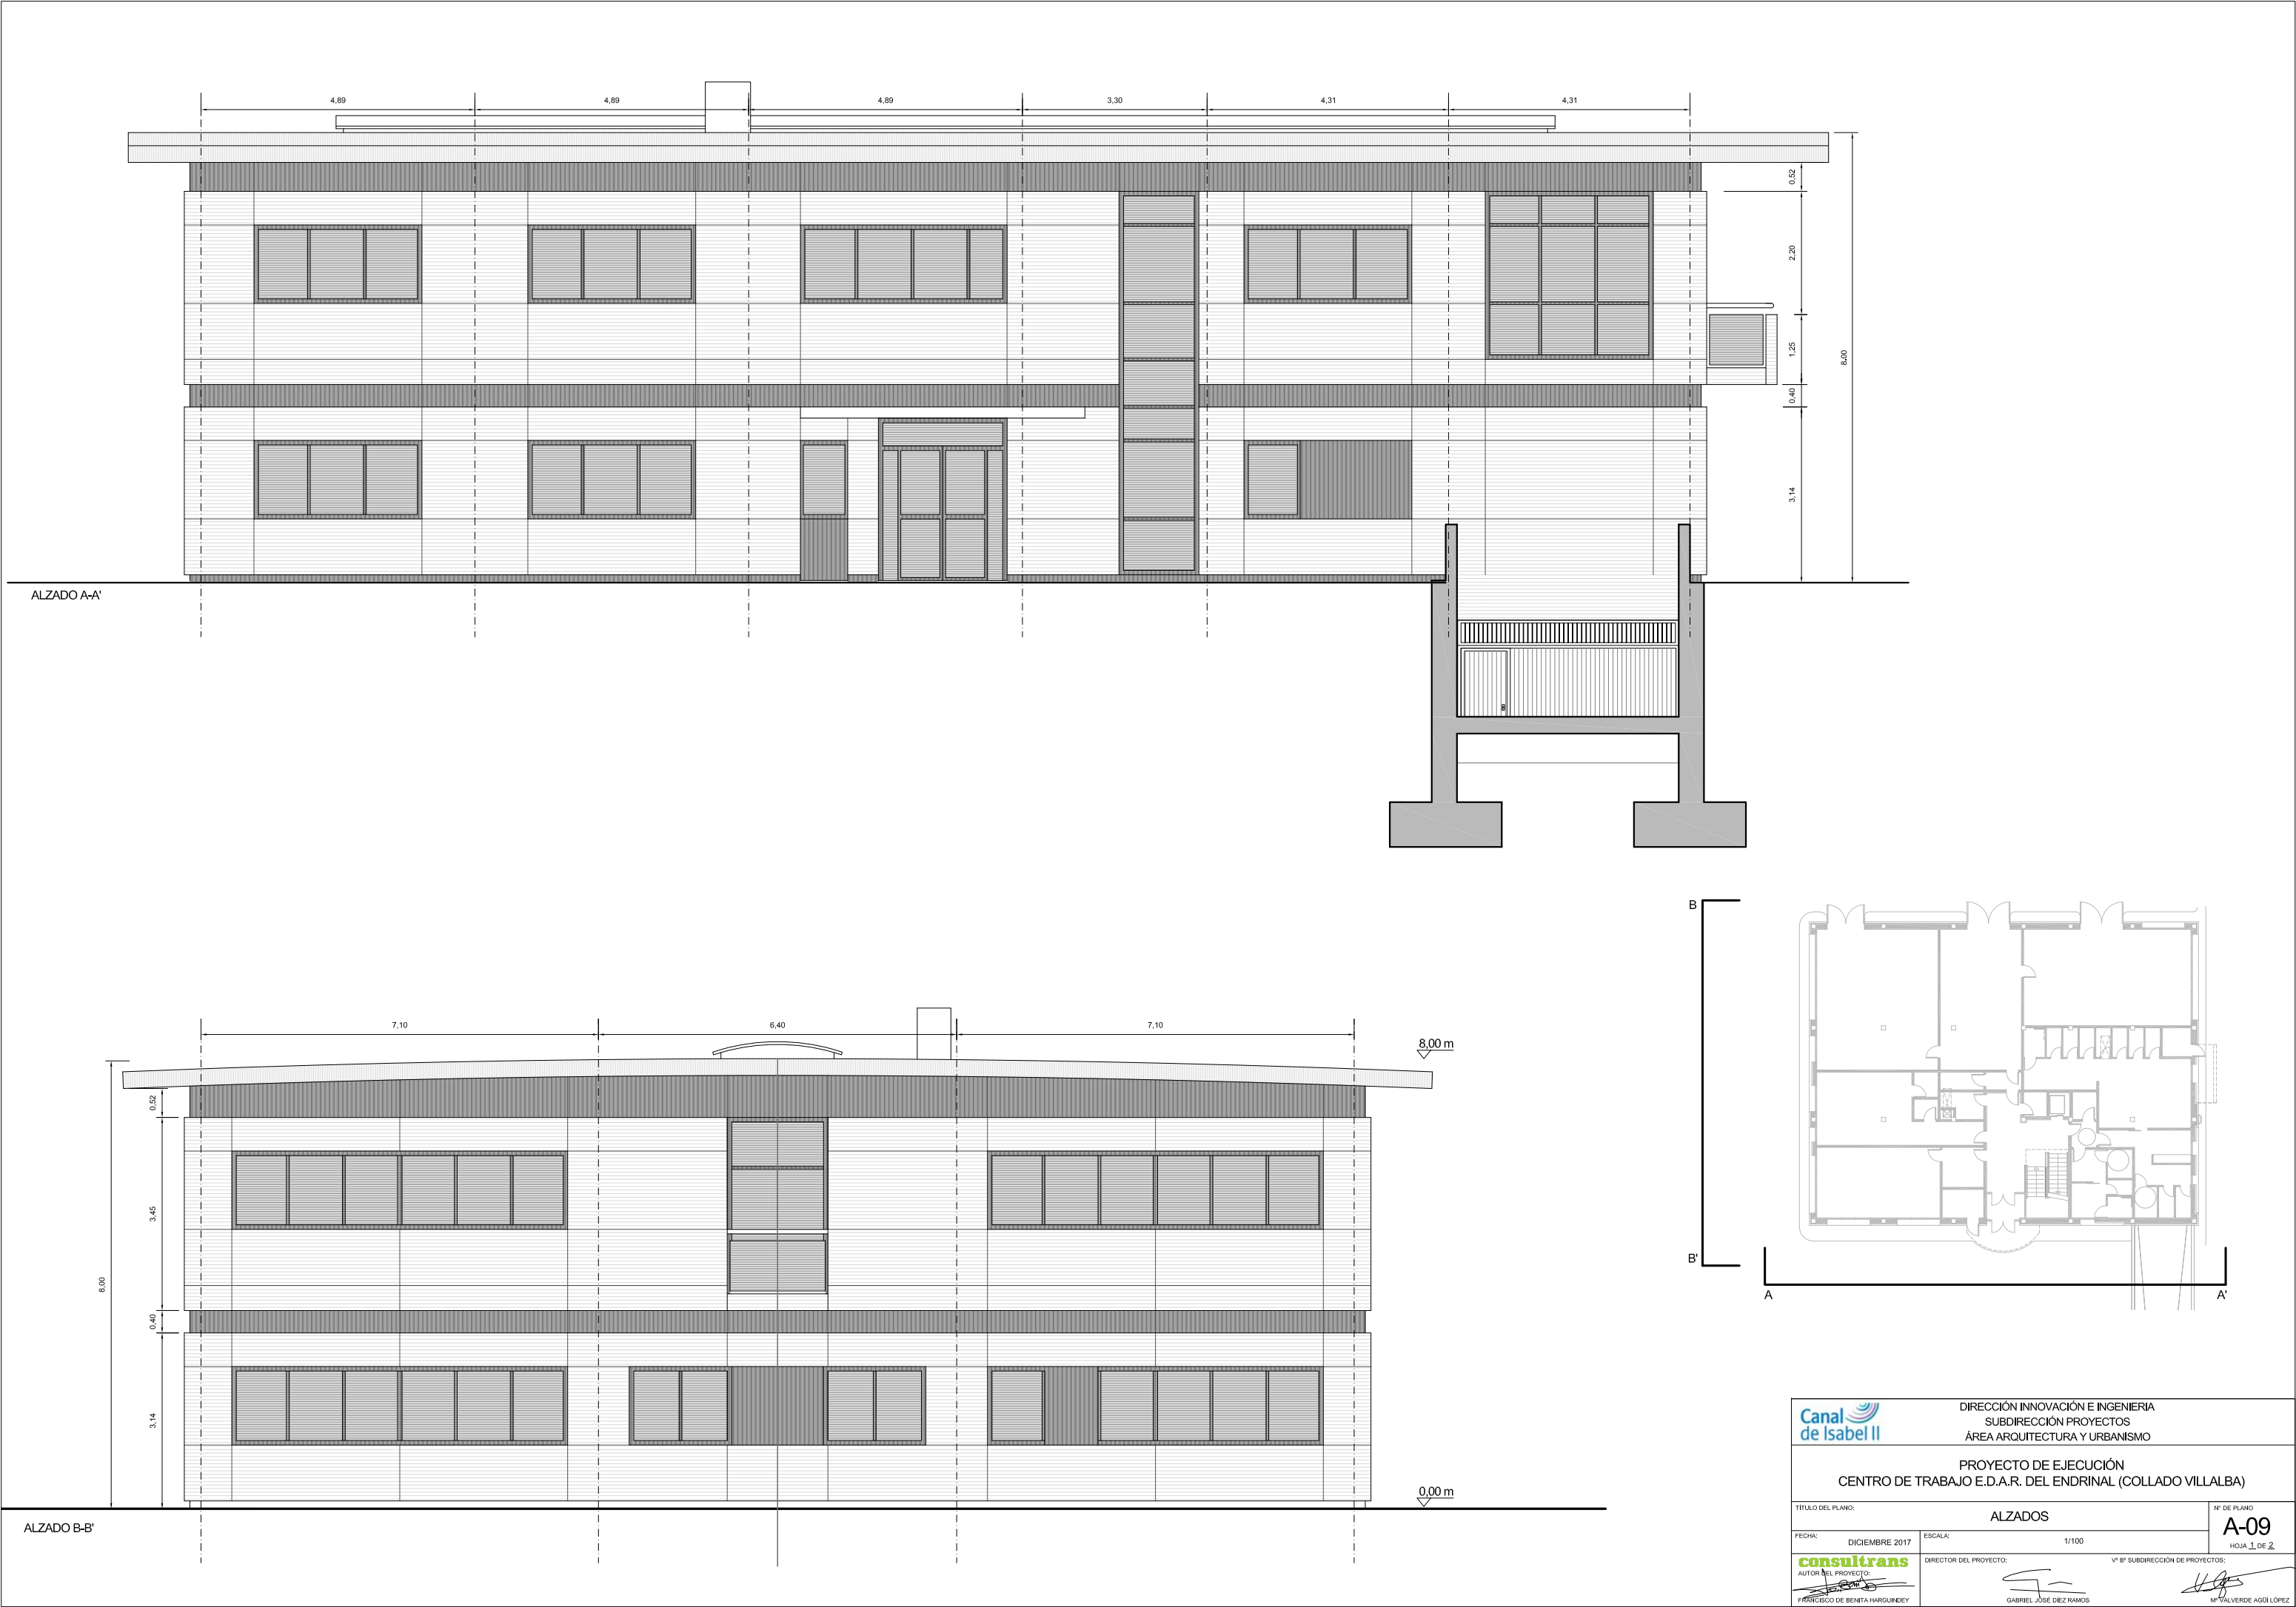 4,89
4,89
4,89
3,30
4,31
4,31
0,52
2,20
1,25
0,40
3,14
8,00
ALZADO A-A'
7,10
6,40
7,10
8,00 m
0,52
3,45
0,40
3,14
8,00
0,00 m
ALZADO B-B'
B
B'
A
A'
Canal
de Isabel II
DIRECCIÓN INNOVACIÓN E INGENIERIA
SUBDIRECCIÓN PROYECTOS
ÁREA ARQUITECTURA Y URBANISMO
PROYECTO DE EJECUCIÓN
CENTRO DE TRABAJO E.D.A.R. DEL ENDRINAL (COLLADO VILLALBA)
TÍTULO DEL PLANO:
ALZADOS
Nº DE PLANO
A-09
HOJA 1 DE 2
FECHA:
DICIEMBRE 2017
ESCALA:
1/100
consultrans
AUTOR DEL PROYECTO:
FRANCISCO DE BENITA HARGUINDEY
DIRECTOR DEL PROYECTO:
GABRIEL JOSÉ DÍEZ RAMOS
Vº Bº SUBDIRECCIÓN DE PROYECTOS:
Mª VALVERDE AGÜI LÓPEZ